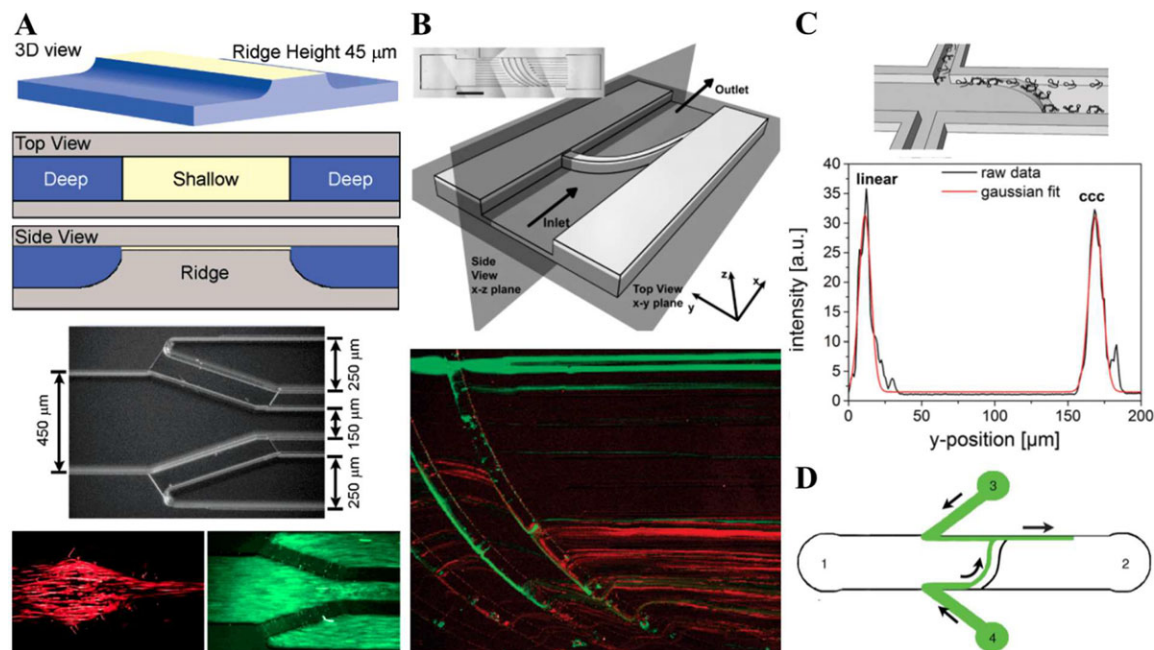 A
3D view
Ridge Height 45 μm
Top View
Deep
Shallow
Deep
Side View
Ridge
450 μm
250 μm
150 μm
250 μm
B
Outlet
Inlet
Side
View
x-z plane
Top View
x-y plane
z
x
y
C
40
35
30
25
20
15
10
5
0
linear
raw data
gaussian fit
ccc
intensity [a.u.]
0
50
100
150
200
y-position [μm]
D
3
1
2
4